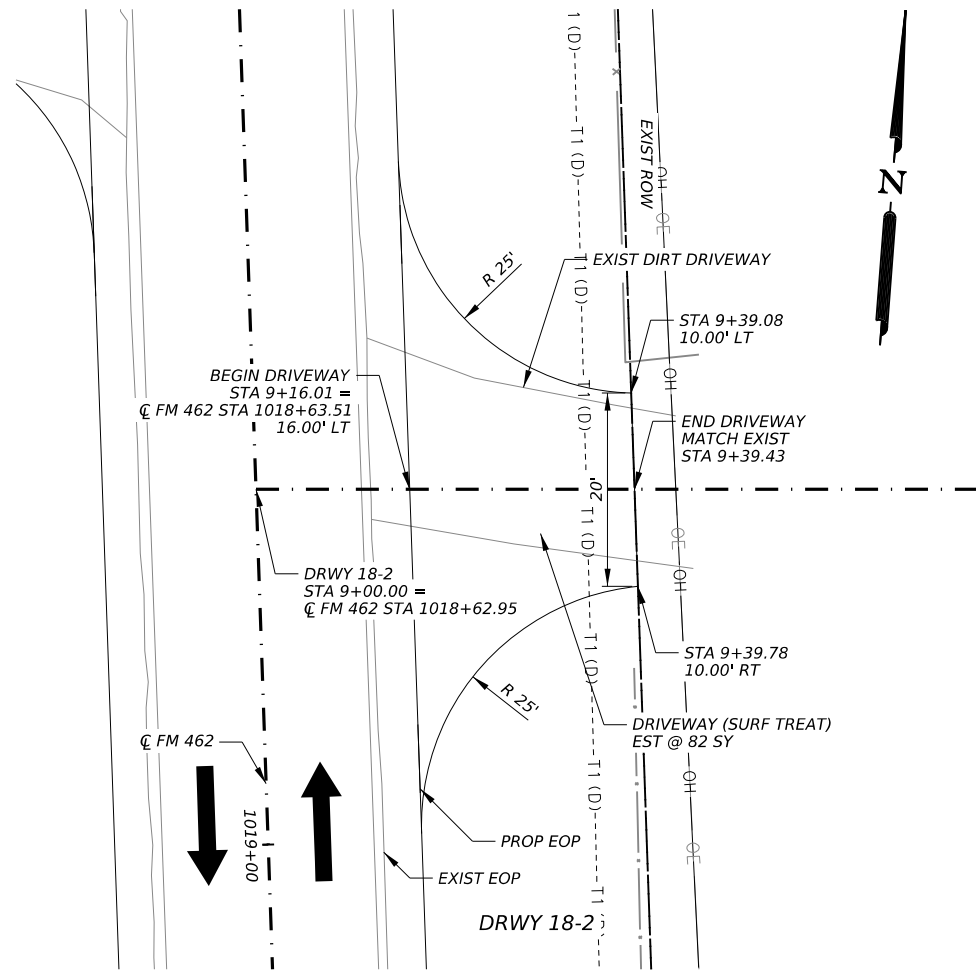 1 (D)
T1 (D)
EXIST ROW
OH
OE
N
R 25'
EXIST DIRT DRIVEWAY
T1 (D)
STA 9+39.08
10.00' LT
BEGIN DRIVEWAY
STA 9+16.01 =
℄ FM 462 STA 1018+63.51
16.00' LT
OH
T1 (D)
END DRIVEWAY
MATCH EXIST
STA 9+39.43
20'
T1 (D)
OE
OH
DRWY 18-2
STA 9+00.00 =
℄ FM 462 STA 1018+62.95
T1 (D)
STA 9+39.78
10.00' RT
R 25'
DRIVEWAY (SURF TREAT)
EST @ 82 SY
℄ FM 462
T1 (D)
OH
1019+00
PROP EOP
OE
EXIST EOP
T1 (D)
DRWY 18-2